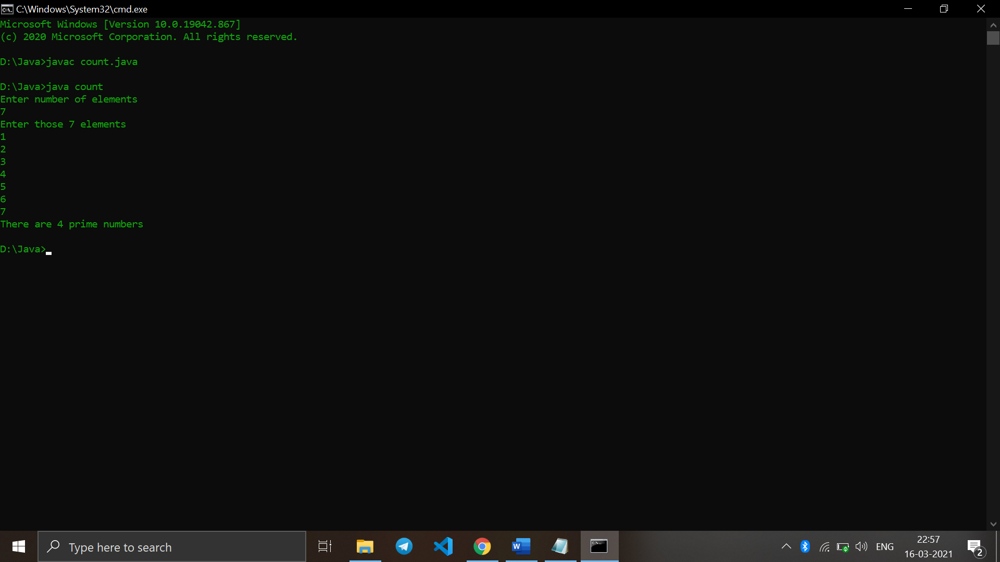 C:\Windows\System32\cmd.exe
Microsoft Windows [Version 10.0.19042.867]
(c) 2020 Microsoft Corporation. All rights reserved.
D:\Java>javac count.java
D:\Java>java count
Enter number of elements
7
Enter those 7 elements
1
2
3
4
5
6
7
There are 4 prime numbers
D:\Java>
Type here to search
ENG
22:57
16-03-2021
2